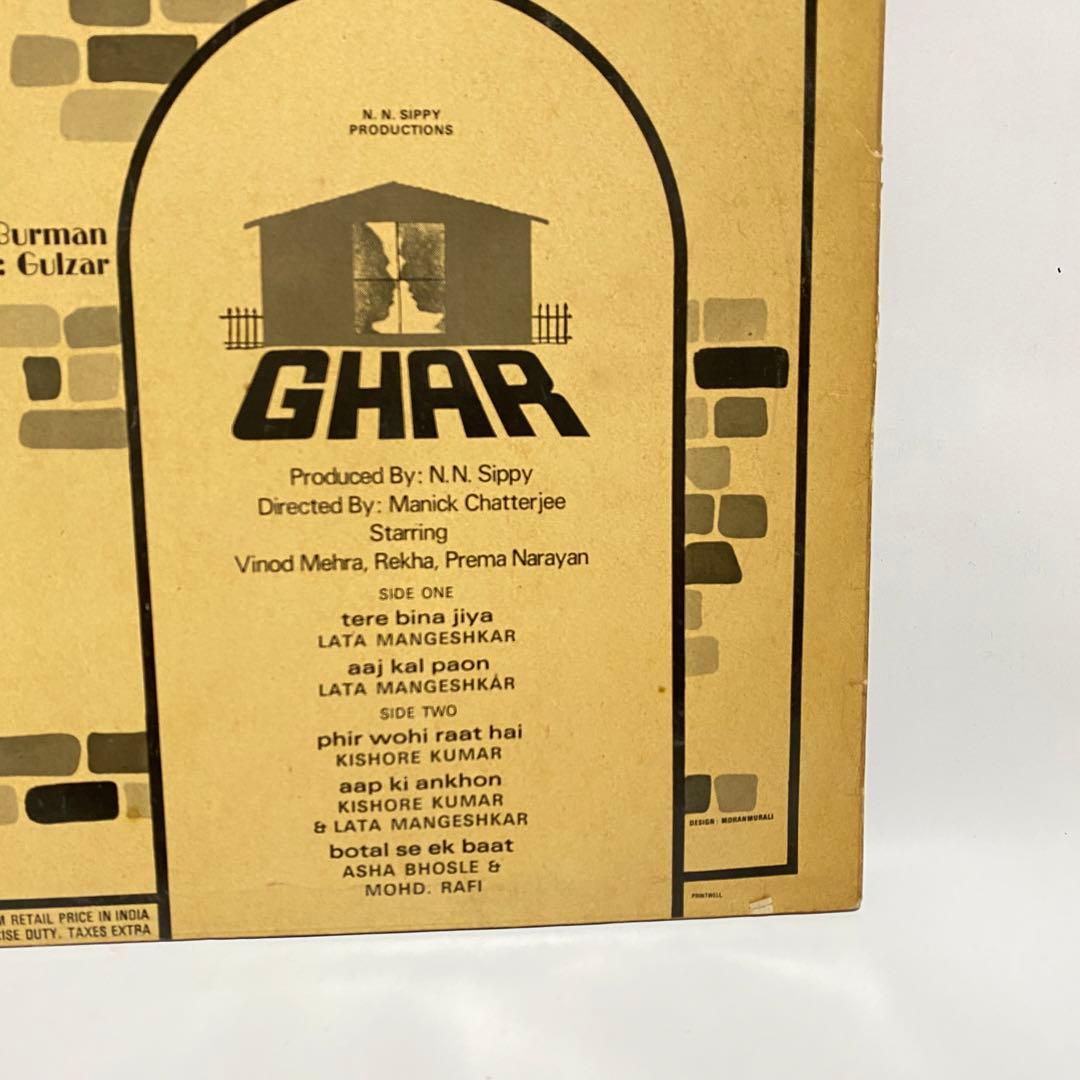 Burman
: Gulzar
N. N. SIPPY
PRODUCTIONS
GHAR
Produced By: N.N. Sippy
Directed By: Manick Chatterjee
Starring
Vinod Mehra, Rekha, Prema Narayan
SIDE ONE
tere bina jiya
LATA MANGESHKAR
aaj kal paon
LATA MANGESHKAR
SIDE TWO
phir wohi raat hai
KISHORE KUMAR
aap ki ankhon
KISHORE KUMAR
& LATA MANGESHKAR
botal se ek baat
ASHA BHOSLE &
MOHD. RAFI
DESIGN : MOHANMURALI
PRINTWELL
RETAIL PRICE IN INDIA
DUTY. TAXES EXTRA